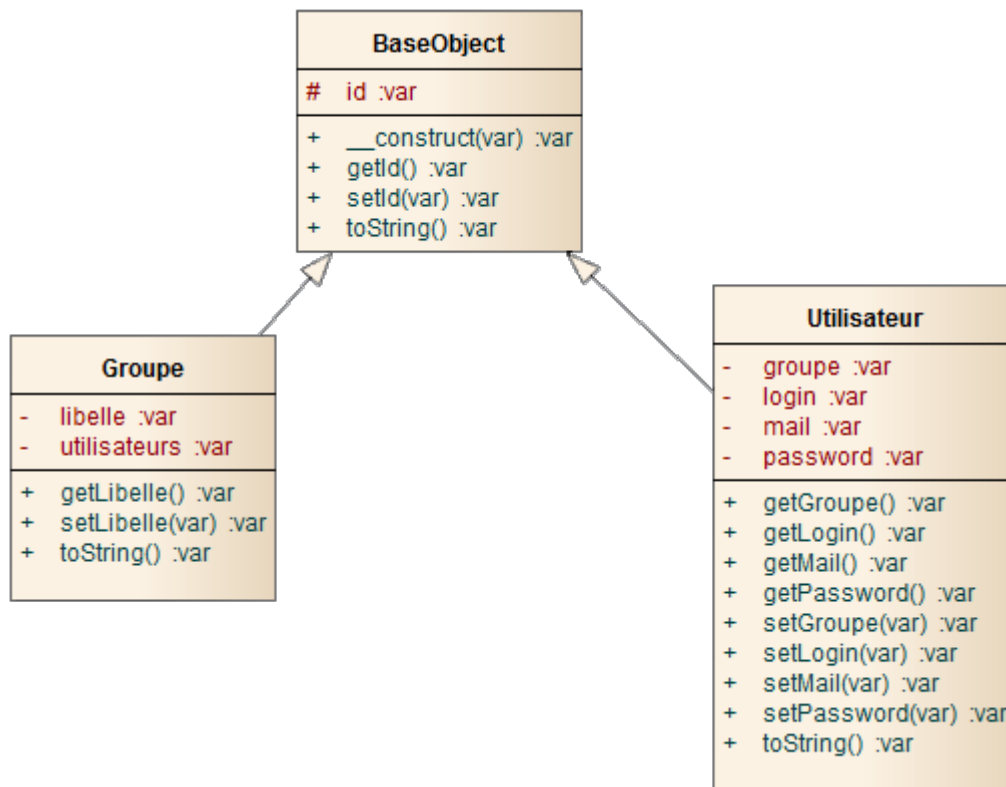 BaseObject
# id :var
+ __construct(var) :var
+ getId() :var
+ setId(var) :var
+ toString() :var
Groupe
- libelle :var
- utilisateurs :var
+ getLibelle() :var
+ setLibelle(var) :var
+ toString() :var
Utilisateur
- groupe :var
- login :var
- mail :var
- password :var
+ getGroupe() :var
+ getLogin() :var
+ getMail() :var
+ getPassword() :var
+ setGroupe(var) :var
+ setLogin(var) :var
+ setMail(var) :var
+ setPassword(var) :var
+ toString() :var